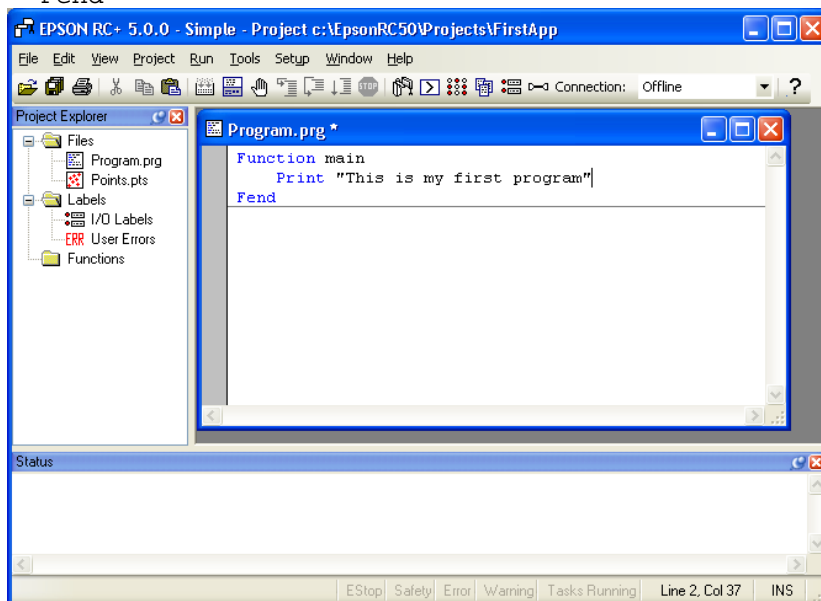 Fend
EPSON RC+ 5.0.0 - Simple - Project c:\EpsonRC50\Projects\FirstApp
File Edit View Project Run Tools Setup Window Help
STOP Connection: Offline ?
Project Explorer
Files
Program.prg
Points.pts
Labels
I/O Labels
ERR User Errors
Functions
Program.prg *
Function main
Print "This is my first program"
Fend
Status
EStop Safety Error Warning Tasks Running Line 2, Col 37 INS